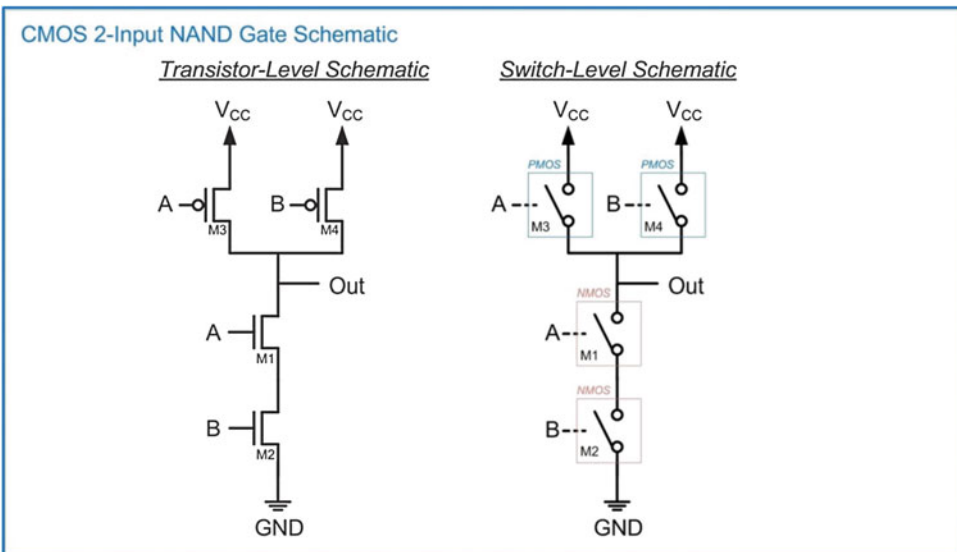 CMOS 2-Input NAND Gate Schematic
Transistor-Level Schematic
VCC VCC
A B
M3 M4
Out
A
M1
B
M2
GND
Switch-Level Schematic
VCC VCC
PMOS PMOS
A B
M3 M4
Out
NMOS
A
M1
NMOS
B
M2
GND